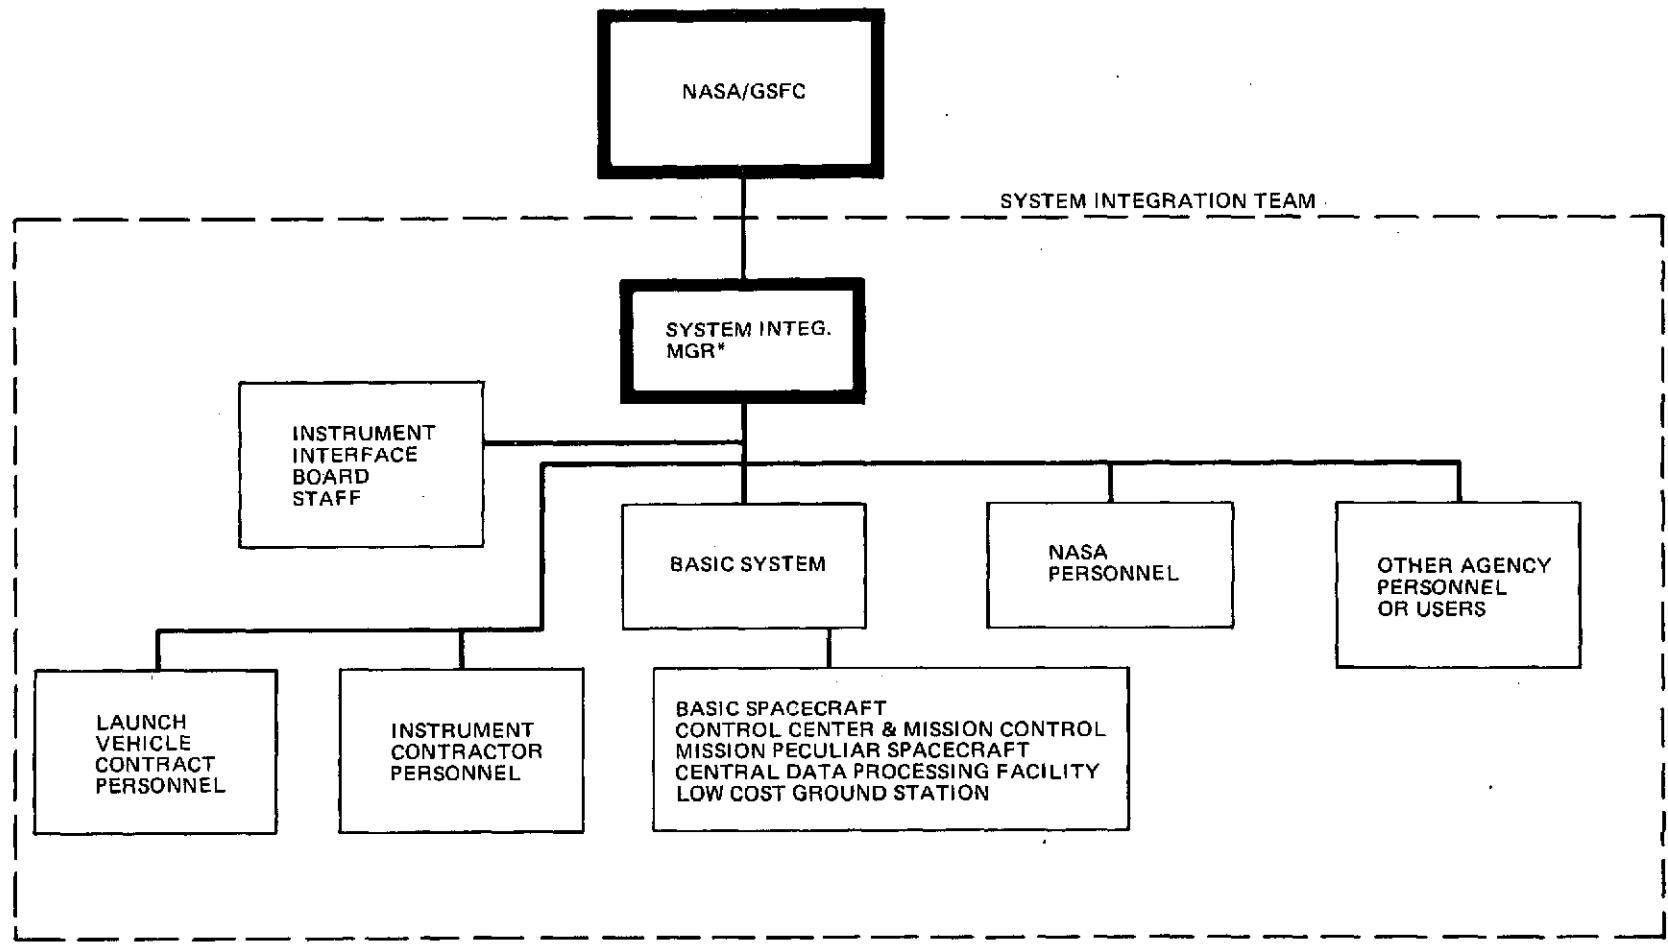 NASA/GSFC
SYSTEM INTEGRATION TEAM
SYSTEM INTEG.
MGR*
INSTRUMENT
INTERFACE
BOARD
STAFF
BASIC SYSTEM
NASA
PERSONNEL
OTHER AGENCY
PERSONNEL
OR USERS
LAUNCH
VEHICLE
CONTRACT
PERSONNEL
INSTRUMENT
CONTRACTOR
PERSONNEL
BASIC SPACECRAFT
CONTROL CENTER & MISSION CONTROL
MISSION PECULIAR SPACECRAFT
CENTRAL DATA PROCESSING FACILITY
LOW COST GROUND STATION